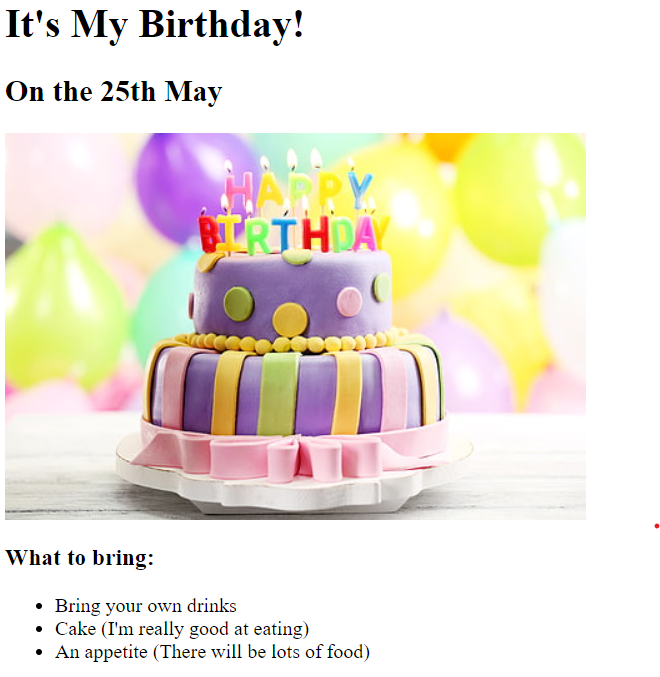 It's My Birthday!
On the 25th May
HAPPY
BIRTHDAY
What to bring:
Bring your own drinks
Cake (I'm really good at eating)
An appetite (There will be lots of food)